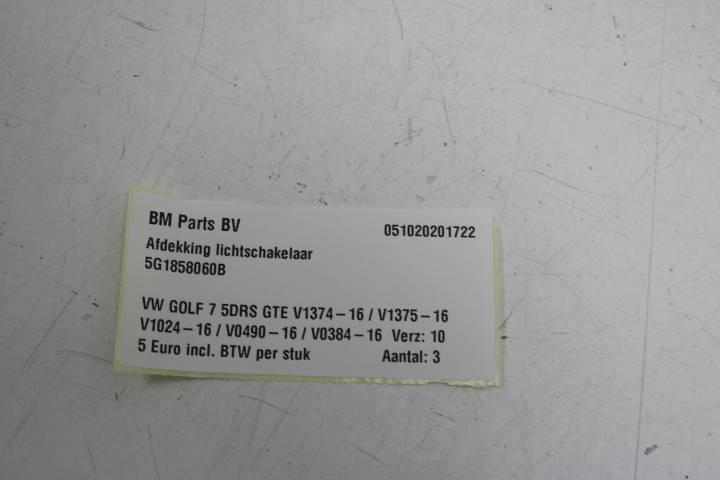 BM Parts BV 051020201722
Afdekking lichtschakelaar
5G1858060B
VW GOLF 7 5DRS GTE V1374-16 / V1375-16
V1024-16 / V0490-16 / V0384-16 Verz: 10
5 Euro incl. BTW per stuk Aantal: 3